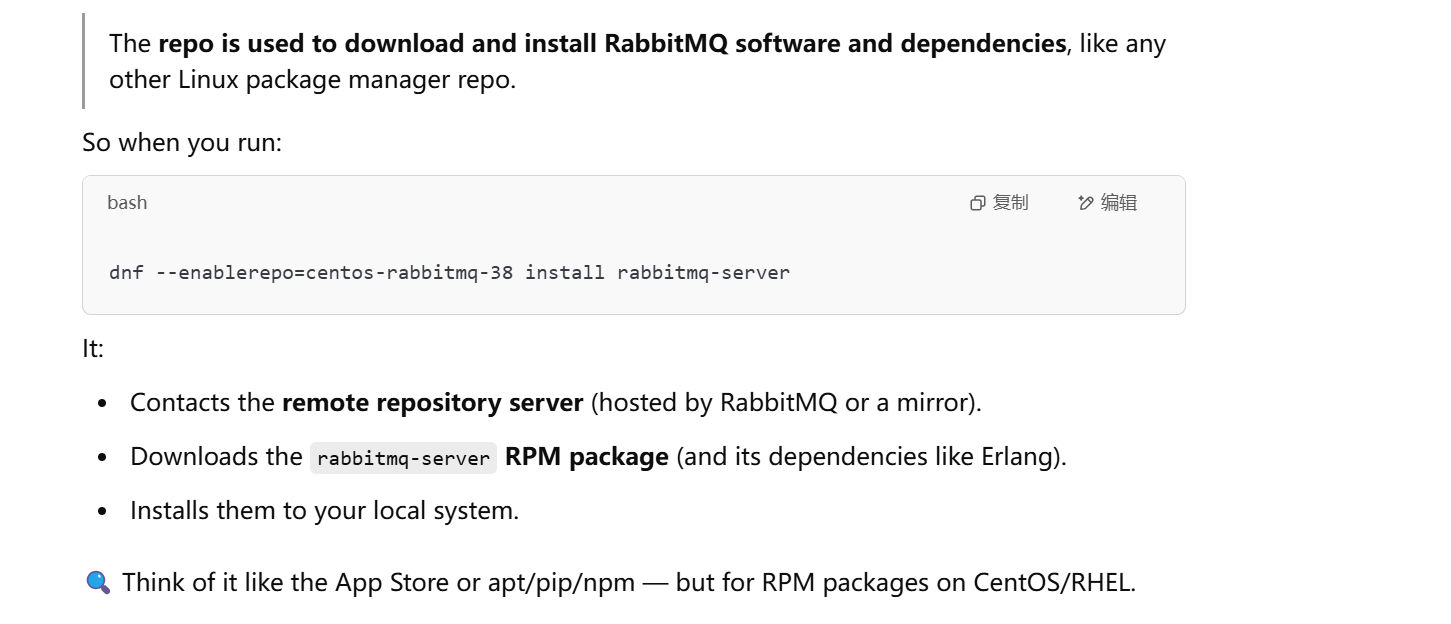 The repo is used to download and install RabbitMQ software and dependencies, like any
other Linux package manager repo.
So when you run:
bash
复制
编辑
dnf --enablerepo=centos-rabbitmq-38 install rabbitmq-server
It:
• Contacts the remote repository server (hosted by RabbitMQ or a mirror).
• Downloads the rabbitmq-server RPM package (and its dependencies like Erlang).
• Installs them to your local system.
🔍 Think of it like the App Store or apt/pip/npm — but for RPM packages on CentOS/RHEL.